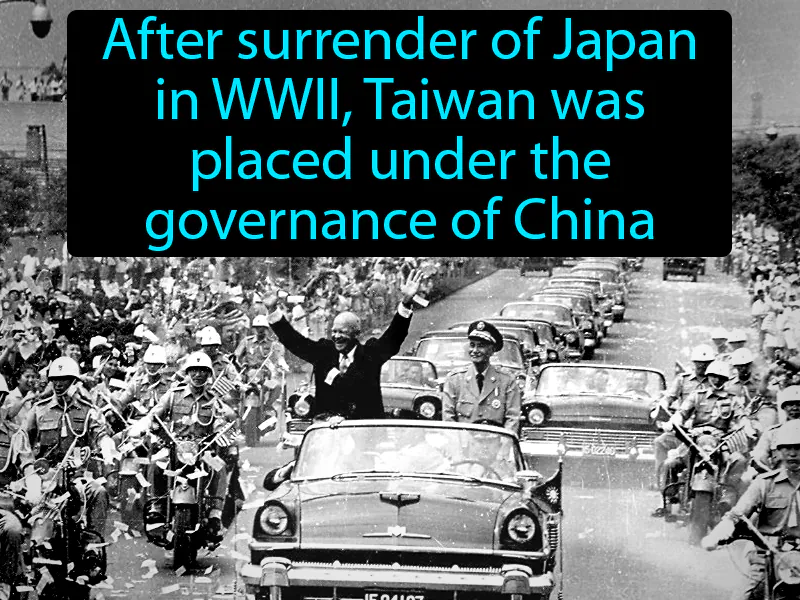 After surrender of Japan
in WWII, Taiwan was
placed under the
governance of China